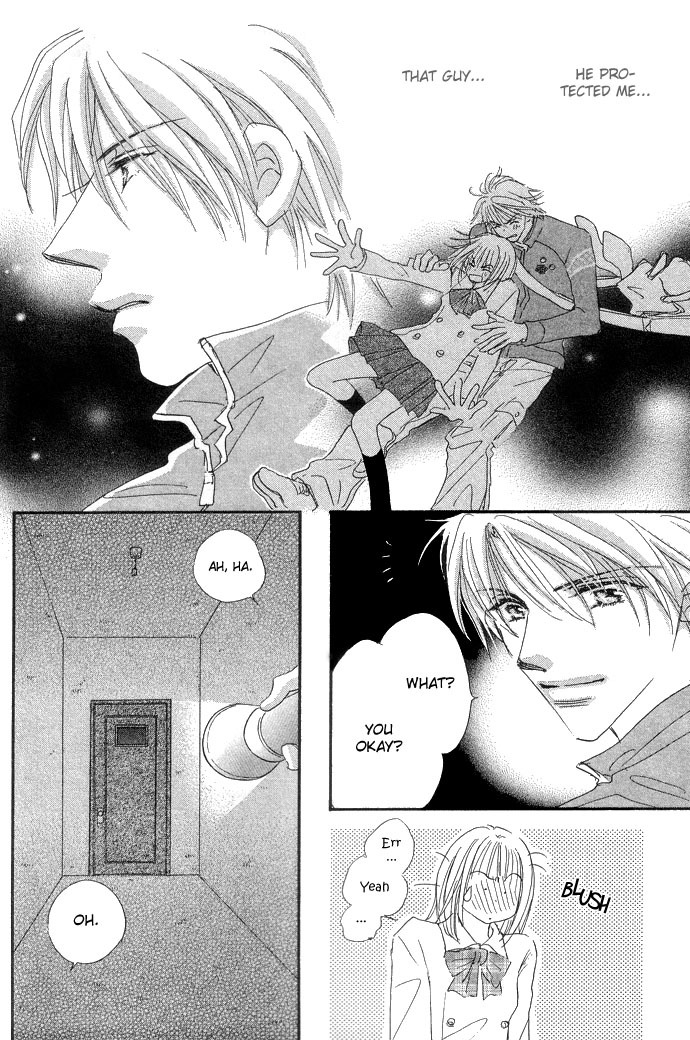 HE PRO-
TECTED ME...
THAT GUY...
WHAT?
YOU
OKAY?
Err
...
Yeah
...
BLUSH
AH, HA.
OH.